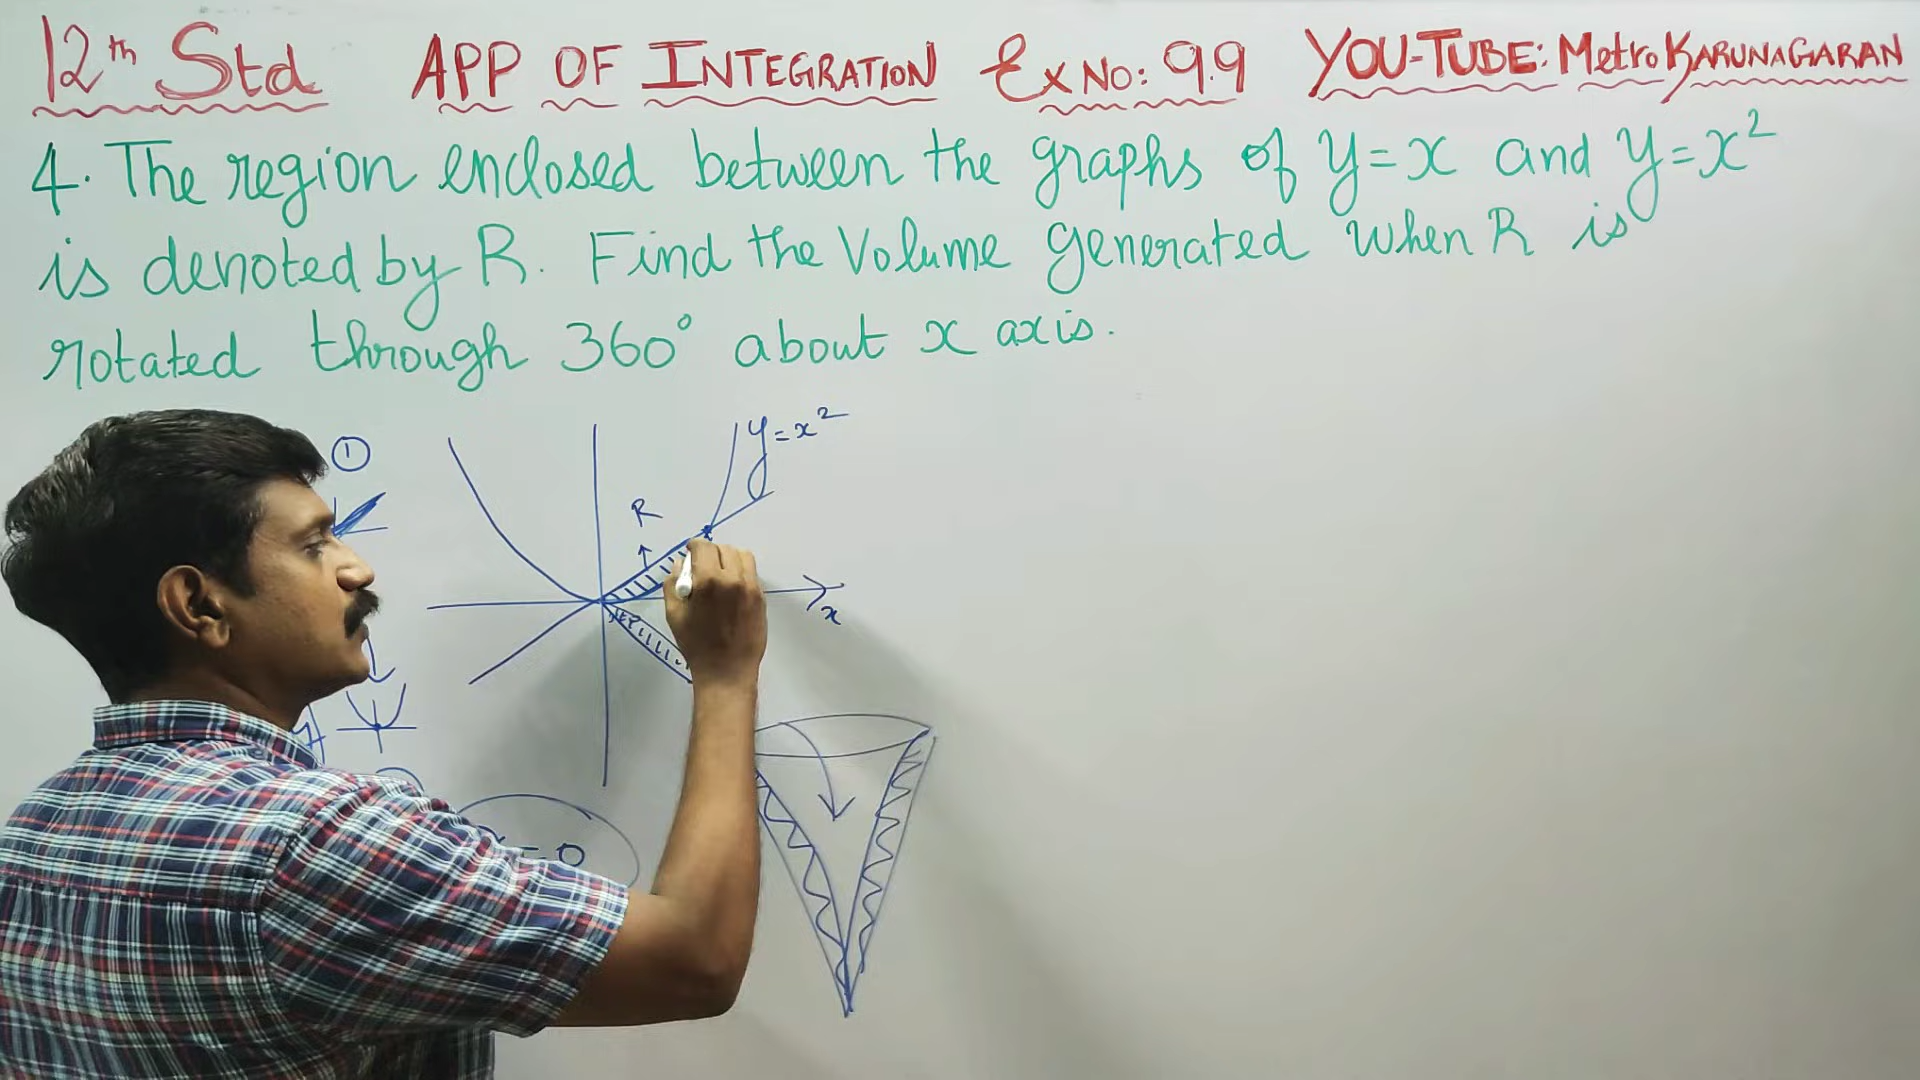 12th Std APP OF INTEGRATION Ex No: 9.9 YOU-TUBE: Metro KARUNAGARAN
4. The region enclosed between the graphs of y = x and y = x²
is denoted by R. Find the Volume generated when R is
rotated through 360° about x axis.
①
y = x²
R
x
= 0